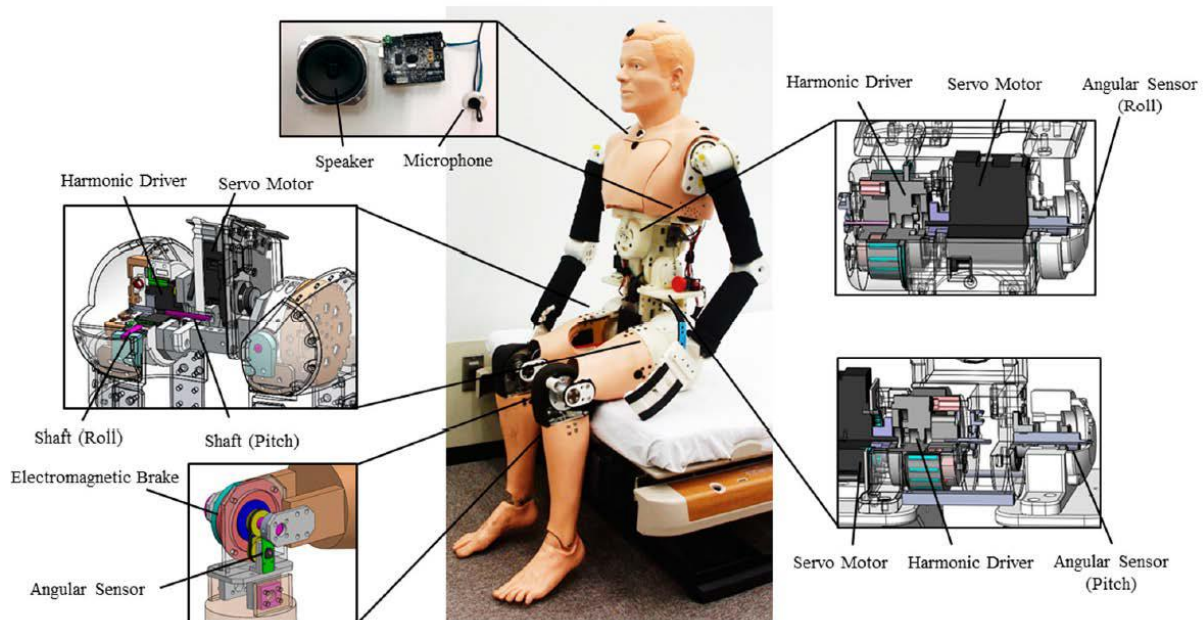 Speaker
Microphone
Harmonic Driver
Servo Motor
Shaft (Roll)
Shaft (Pitch)
Electromagnetic Brake
Angular Sensor
Harmonic Driver
Servo Motor
Angular Sensor
(Roll)
Servo Motor
Harmonic Driver
Angular Sensor
(Pitch)